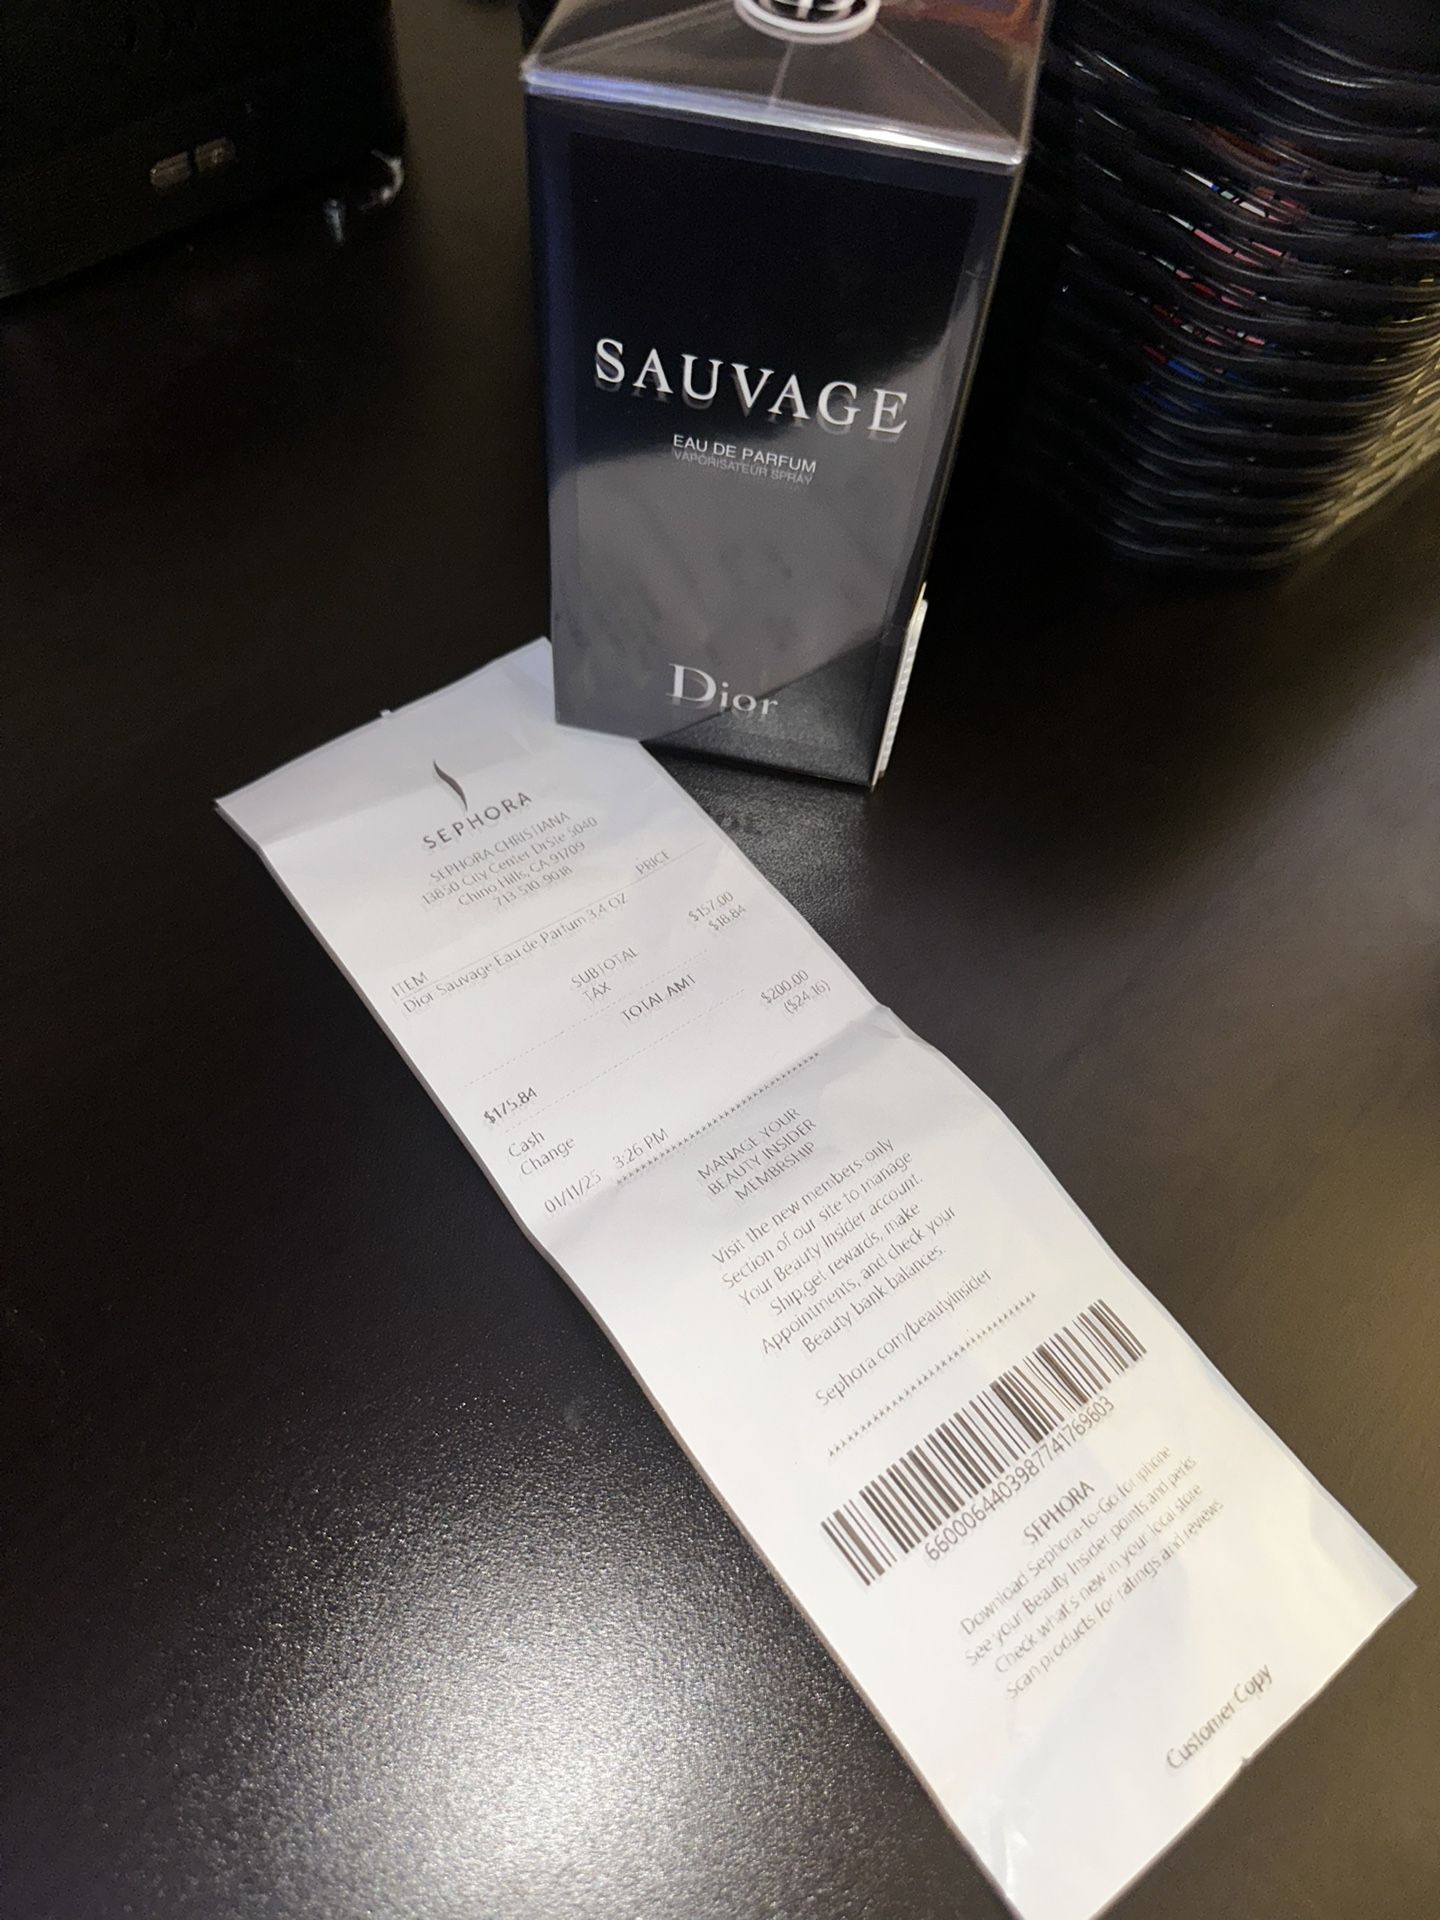 SAUVAGE
EAU DE PARFUM
VAPORISATEUR SPRAY
Dior
SEPHORA
SEPHORA CHRISTIANA
13850 City Center Dr Ste 5040
Chino Hills, CA 91709
713-510-9018
ITEM PRICE
Dior Sauvage Eau de Parfum 3.4 OZ
SUBTOTAL $157.00
TAX $18.84
TOTAL AMT
$175.84
Cash $200.00
Change ($24.16)
01/11/25 3:26 PM
*****************************
MANAGE YOUR
BEAUTY INSIDER
MEMBRSHIP
Visit the new members-only
Section of our site to manage
Your Beauty Insider account.
Ship,get rewards, make
Appointments, and check your
Beauty bank balances.
Sephora.com/beautyinsider
*****************************
6600064403987741769603
SEPHORA
Download Sephora-to-Go for iphone
See your Beauty Insider points and perks
Check what's new in your local store
Scan products for ratings and reviews
Customer Copy